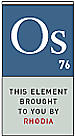 Os
76
THIS ELEMENT
BROUGHT
TO YOU BY
RHODIA